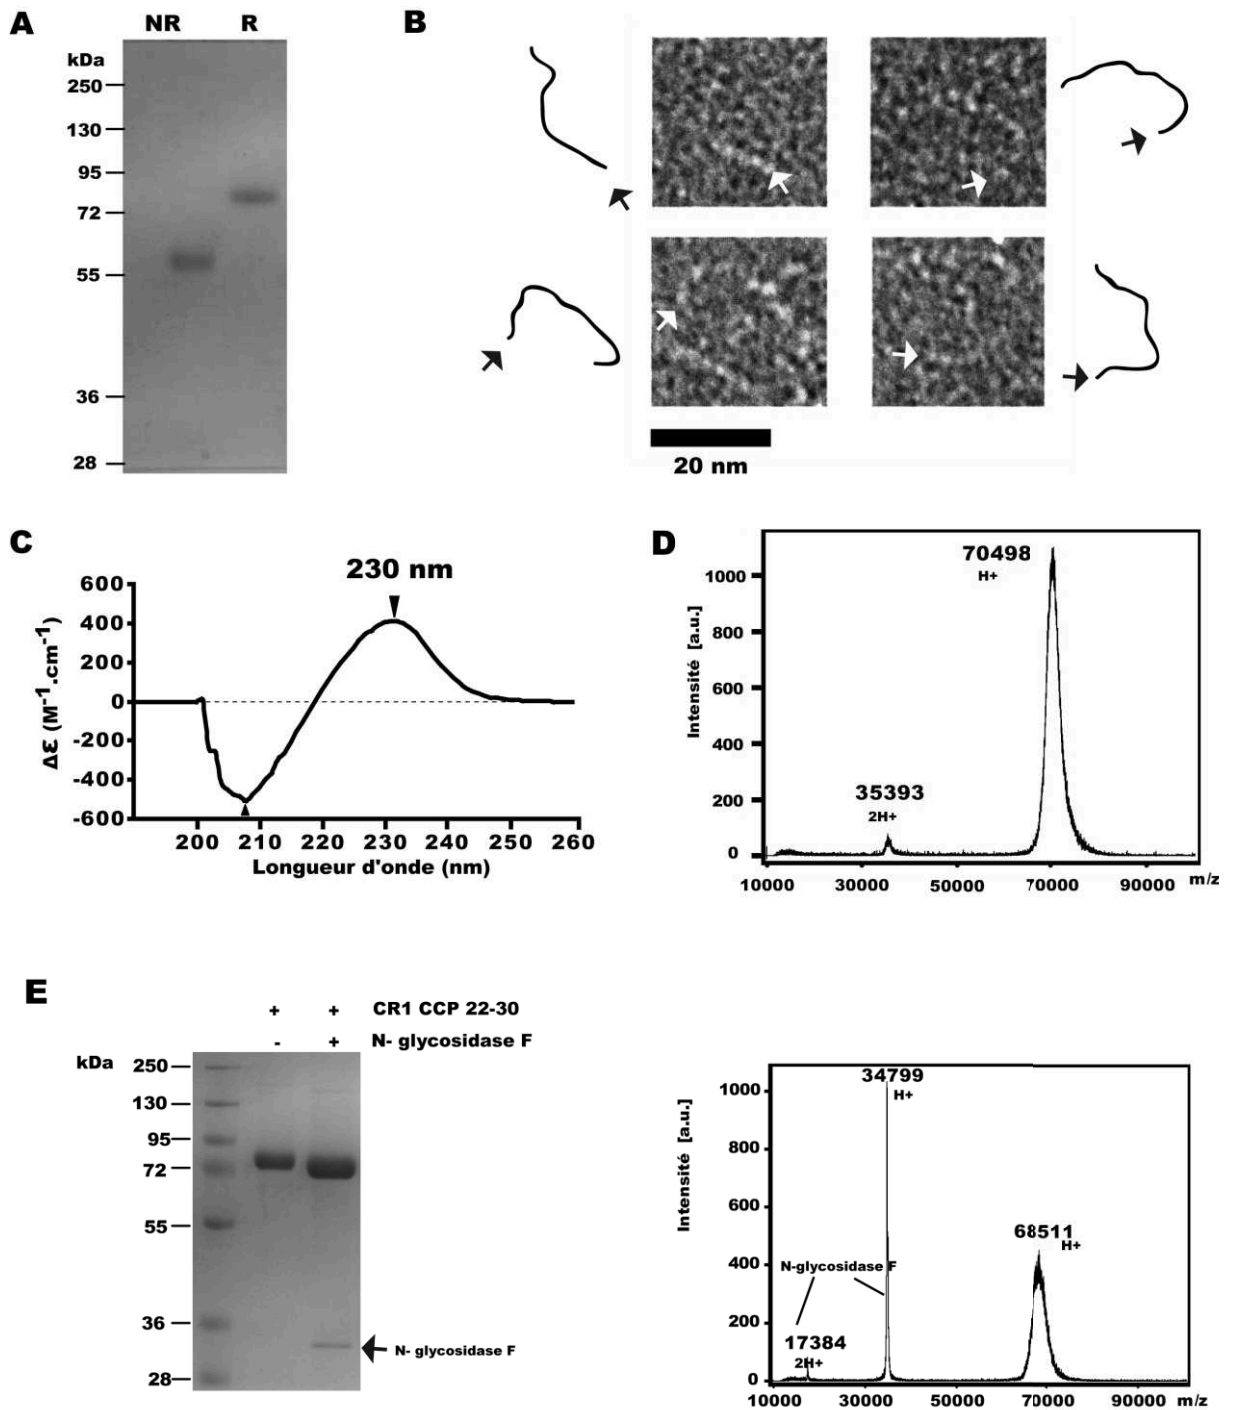 A
NR R
kDa
250
130
95
72
55
36
28
B
20 nm
C
230 nm
600
400
200
0
-200
-400
-600
Δε (M⁻¹.cm⁻¹)
200 210 220 230 240 250 260
Longueur d'onde (nm)
D
70498
H+
35393
2H+
1000
800
600
400
200
0
Intensité [a.u.]
10000 30000 50000 70000 90000 m/z
E
+ + CR1 CCP 22-30
- + N- glycosidase F
kDa
250
130
95
72
55
36
28
N- glycosidase F
34799
H+
68511
H+
N-glycosidase F
17384
2H+
1000
800
600
400
200
0
Intensité [a.u.]
10000 30000 50000 70000 90000 m/z